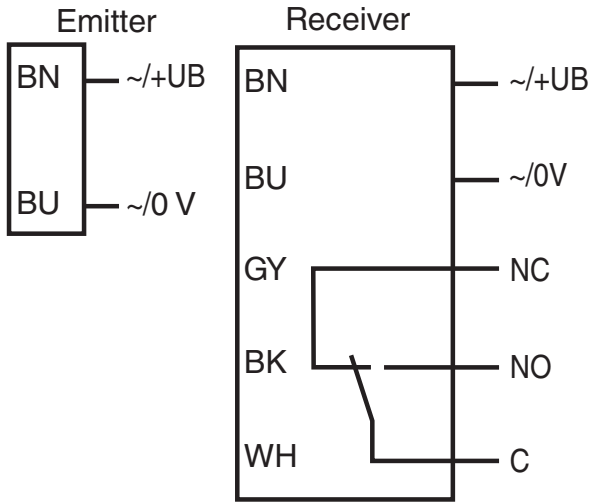 Emitter
BN ~/+UB
BU ~/0 V
Receiver
BN ~/+UB
BU ~/0V
GY NC
BK NO
WH C